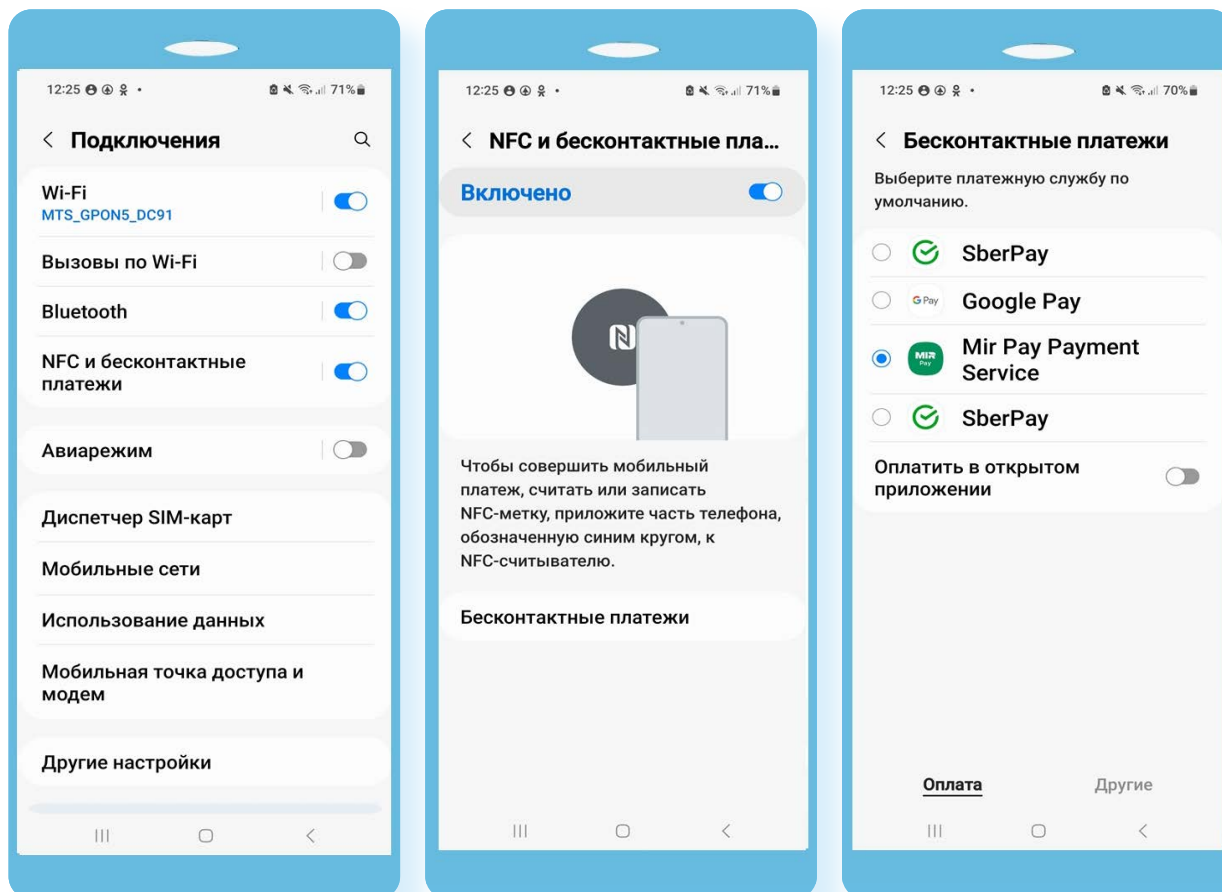 12:25
71%
Подключения
Wi-Fi
MTS_GPON5_DC91
Вызовы по Wi-Fi
Bluetooth
NFC и бесконтактные
платежи
Авиарежим
Диспетчер SIM-карт
Мобильные сети
Использование данных
Мобильная точка доступа и
модем
Другие настройки
12:25
71%
NFC и бесконтактные пла...
Включено
Чтобы совершить мобильный
платеж, считать или записать
NFC-метку, приложите часть телефона,
обозначенную синим кругом, к
NFC-считывателю.
Бесконтактные платежи
12:25
70%
Бесконтактные платежи
Выберите платежную службу по
умолчанию.
SberPay
G Pay
Google Pay
MIR
Pay
Mir Pay Payment
Service
SberPay
Оплатить в открытом
приложении
Оплата
Другие